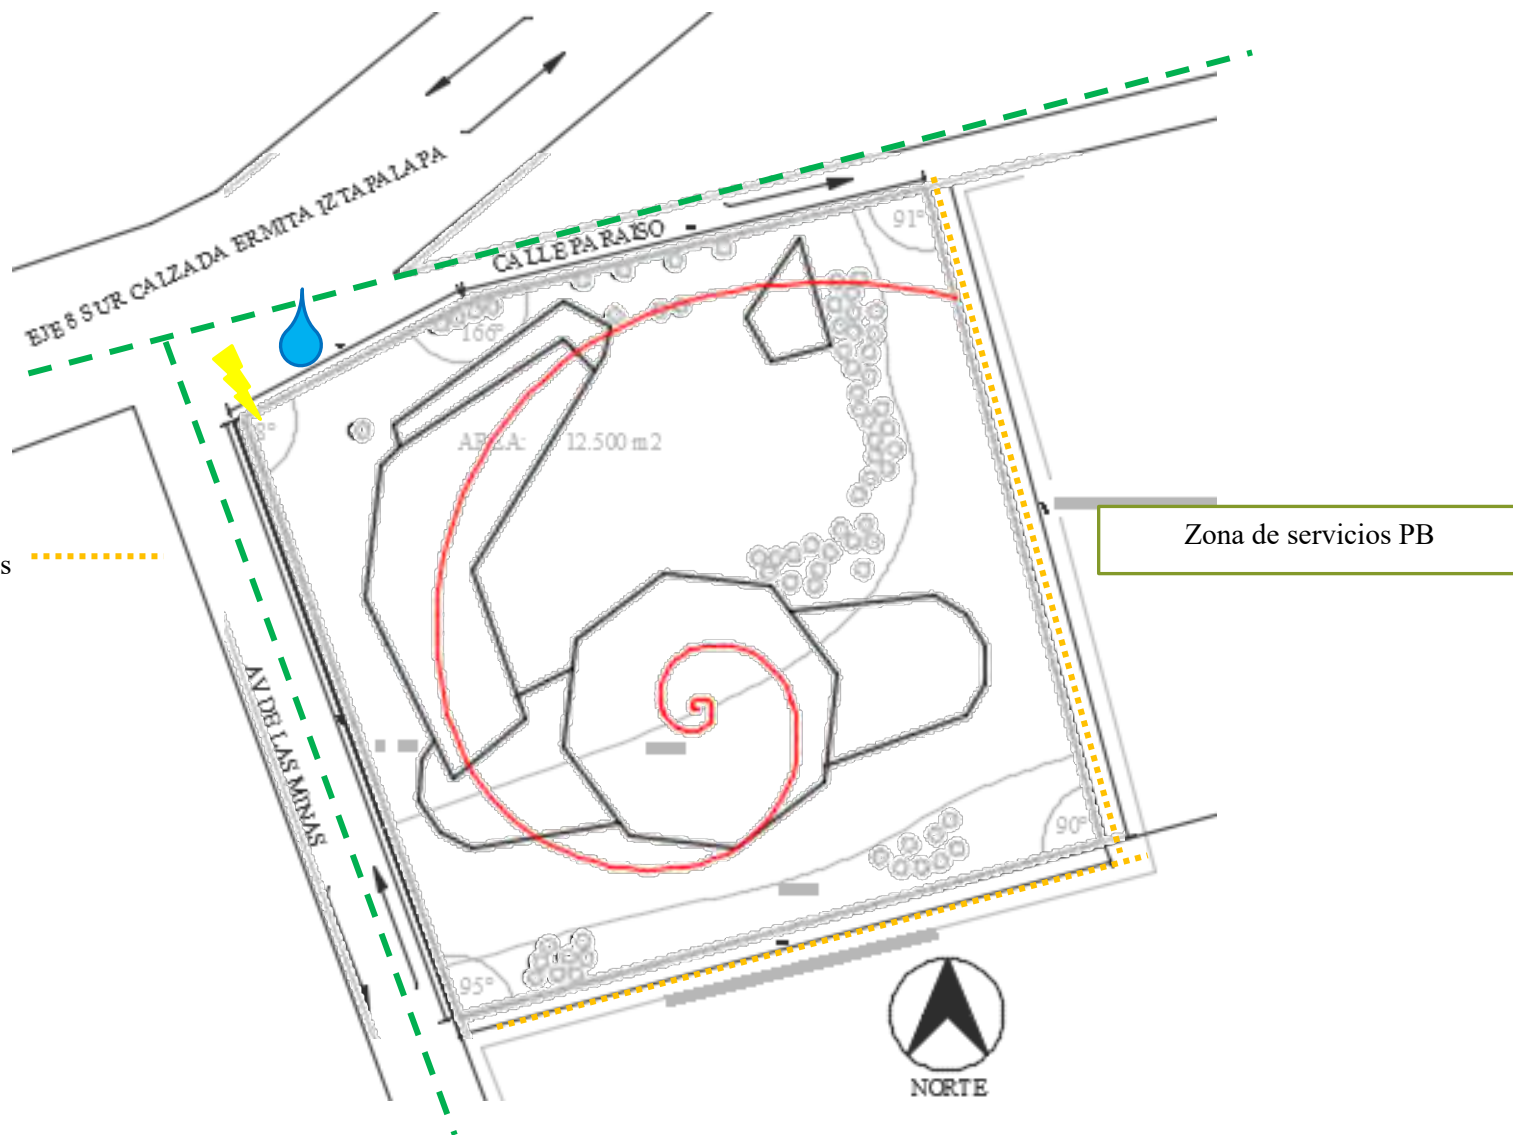 EJE 8 SUR CALZADA ERMITA IZTAPALAPA
CALLE PARAISO
91°
166°
AREA: 12.500 m2
Zona de servicios PB
s
AV DE LAS MINAS
90°
95°
NORTE